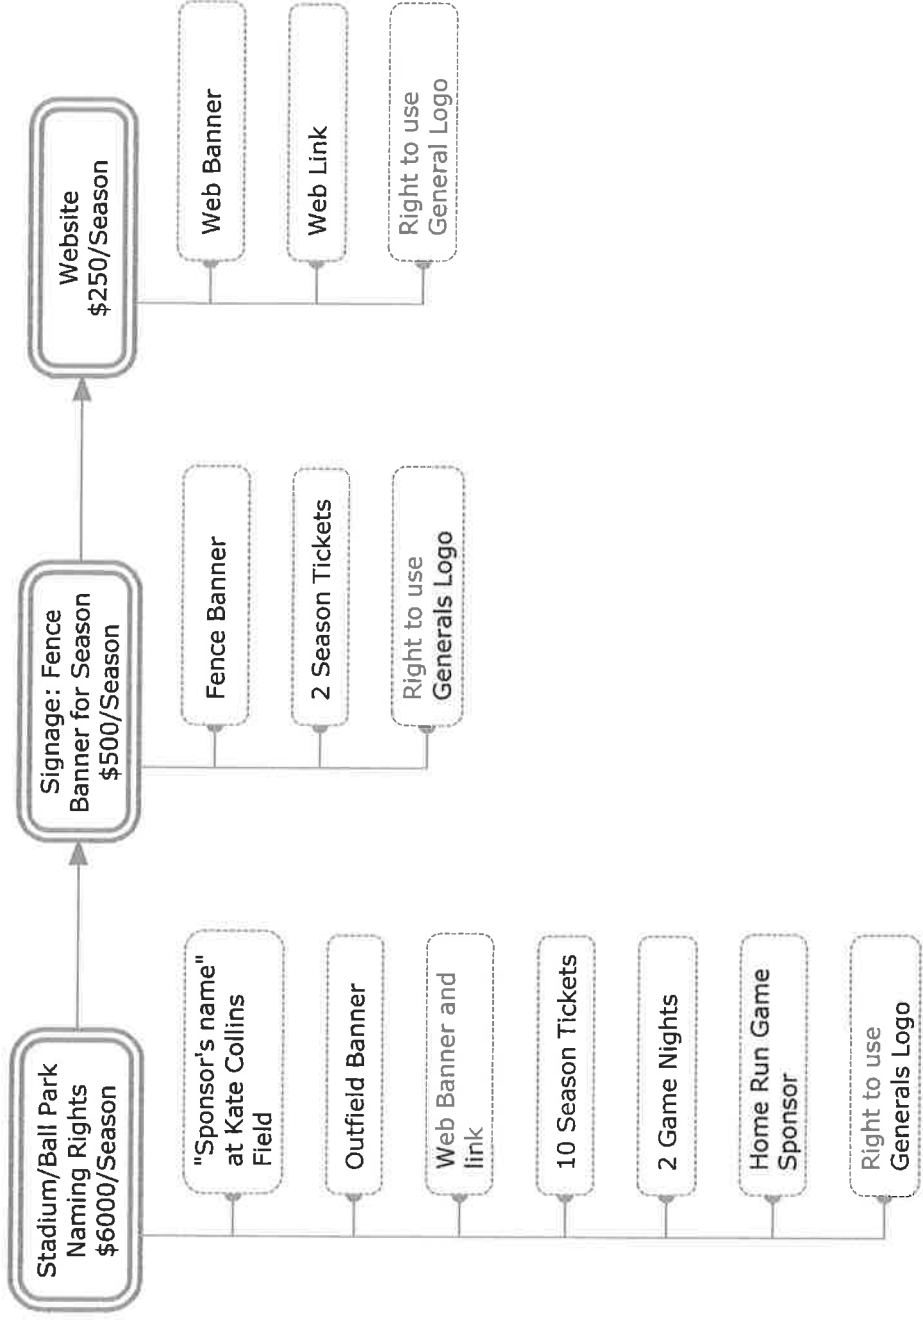 Stadium/Ball Park
Naming Rights
$6000/Season
"Sponsor's name"
at Kate Collins
Field
Outfield Banner
Web Banner and
link
10 Season Tickets
2 Game Nights
Home Run Game
Sponsor
Right to use
Generals Logo
Signage: Fence
Banner for Season
$500/Season
Fence Banner
2 Season Tickets
Right to use
Generals Logo
Website
$250/Season
Web Banner
Web Link
Right to use
General Logo